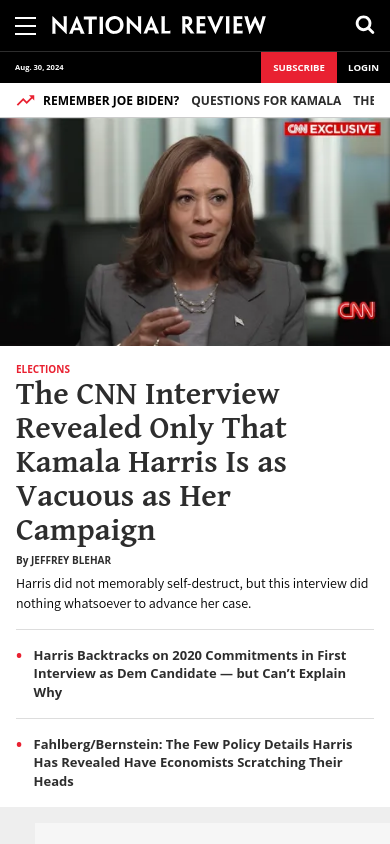 NATIONAL REVIEW
Aug. 30, 2024
SUBSCRIBE
LOGIN
REMEMBER JOE BIDEN? QUESTIONS FOR KAMALA THE
CNN EXCLUSIVE
CNN
ELECTIONS
The CNN Interview
Revealed Only That
Kamala Harris Is as
Vacuous as Her
Campaign
By JEFFREY BLEHAR
Harris did not memorably self-destruct, but this interview did
nothing whatsoever to advance her case.
• Harris Backtracks on 2020 Commitments in First
Interview as Dem Candidate — but Can’t Explain
Why
• Fahlberg/Bernstein: The Few Policy Details Harris
Has Revealed Have Economists Scratching Their
Heads